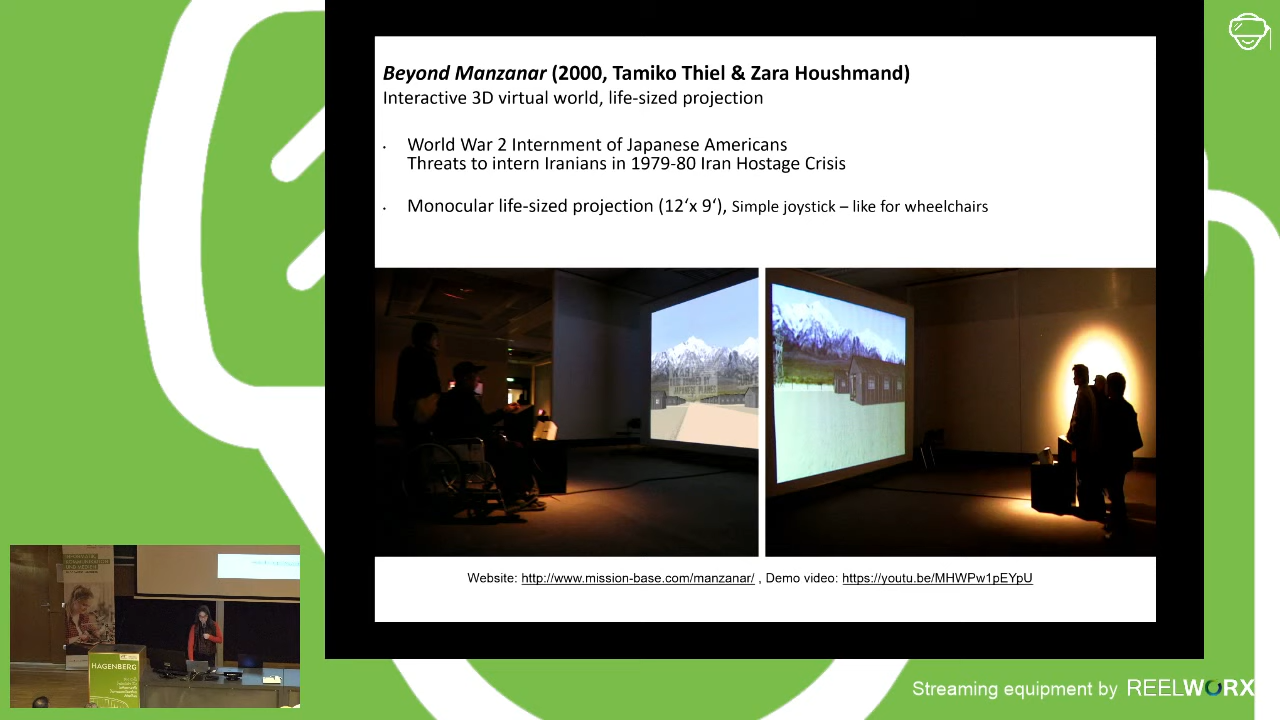 Beyond Manzanar (2000, Tamiko Thiel & Zara Houshmand)
Interactive 3D virtual world, life-sized projection
• World War 2 Internment of Japanese Americans
Threats to intern Iranians in 1979-80 Iran Hostage Crisis
• Monocular life-sized projection (12‘x 9‘), Simple joystick – like for wheelchairs
JAPANESE PLANES
Website: http://www.mission-base.com/manzanar/ , Demo video: https://youtu.be/MHWPw1pEYpU
HAGENBERG
Streaming equipment by REELWORX